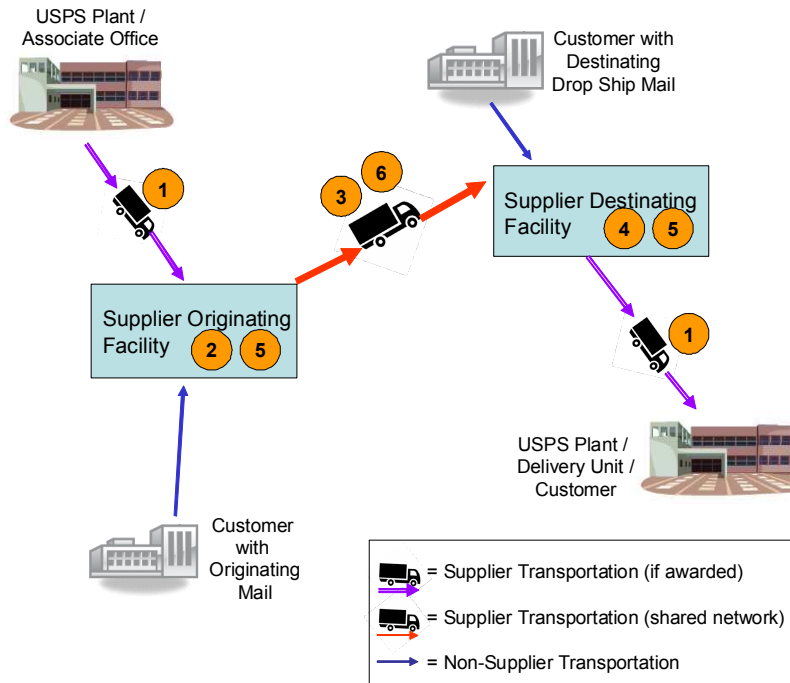 USPS Plant /
Associate Office
Customer with
Destinating
Drop Ship Mail
1
3
6
Supplier Destinating
Facility
4
5
Supplier Originating
Facility
2
5
1
USPS Plant /
Delivery Unit /
Customer
Customer
with
Originating
Mail
= Supplier Transportation (if awarded)
= Supplier Transportation (shared network)
= Non-Supplier Transportation